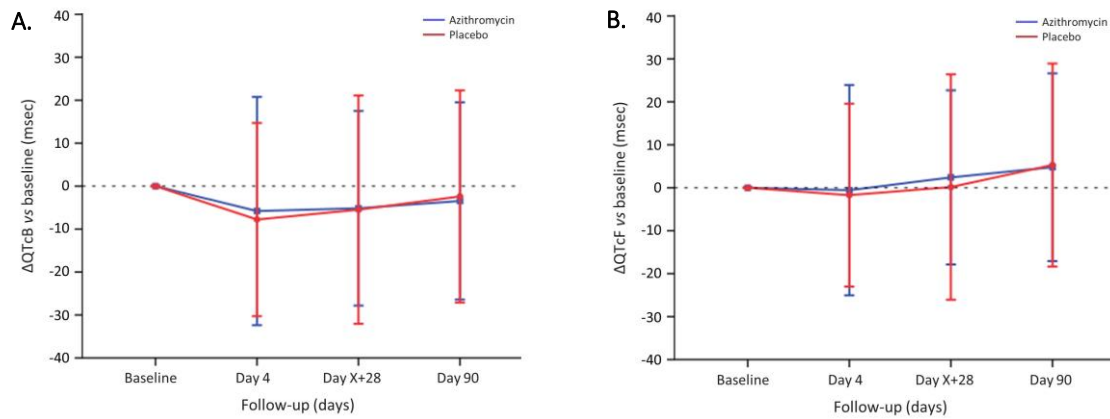 A.
Azithromycin
Placebo
40
30
20
10
0
-10
-20
-30
-40
ΔQTcB vs baseline (msec)
Baseline
Day 4
Day X+28
Day 90
Follow-up (days)
B.
Azithromycin
Placebo
40
30
20
10
0
-10
-20
-30
-40
ΔQTcF vs baseline (msec)
Baseline
Day 4
Day X+28
Day 90
Follow-up (days)